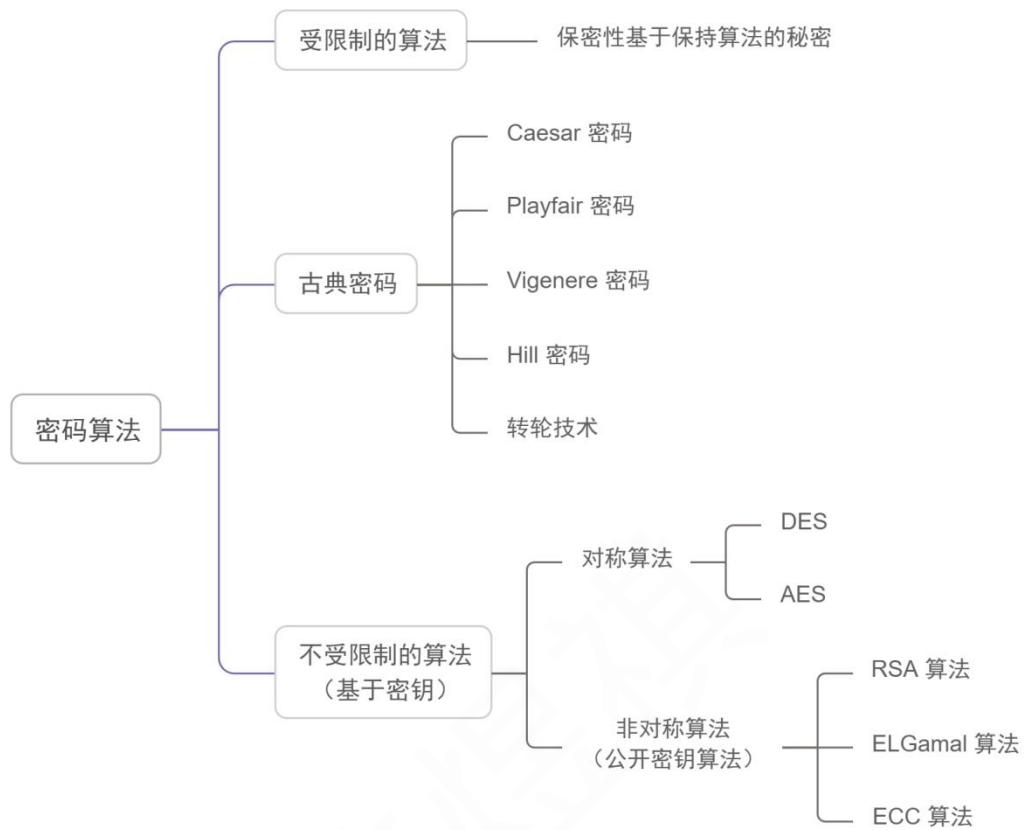 受限制的算法
保密性基于保持算法的秘密
Caesar 密码
Playfair 密码
古典密码
Vigenere 密码
Hill 密码
转轮技术
密码算法
DES
对称算法
AES
不受限制的算法
（基于密钥）
RSA 算法
非对称算法
（公开密钥算法）
ELGamal 算法
ECC 算法